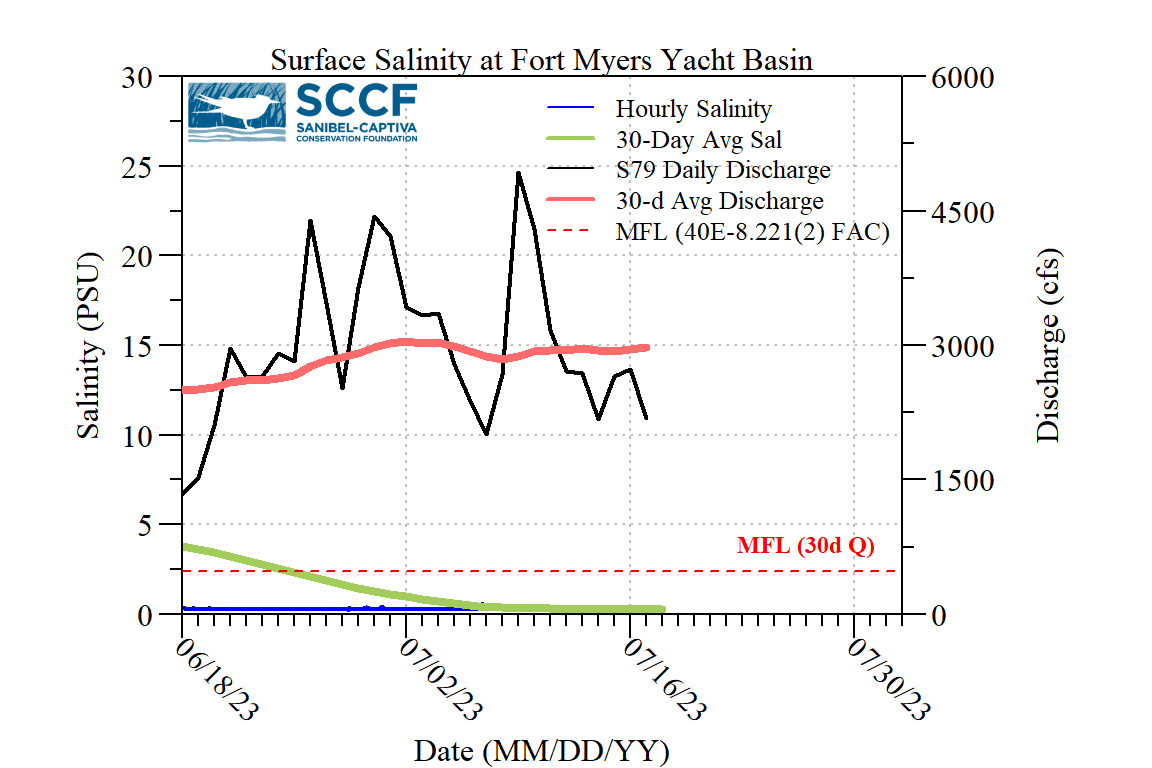 Surface Salinity at Fort Myers Yacht Basin
SCCF
SANIBEL-CAPTIVA
CONSERVATION FOUNDATION
Hourly Salinity
30-Day Avg Sal
S79 Daily Discharge
30-d Avg Discharge
MFL (40E-8.221(2) FAC)
30
25
20
15
10
5
0
Salinity (PSU)
6000
4500
3000
1500
0
Discharge (cfs)
MFL (30d Q)
06/18/23
07/02/23
07/16/23
07/30/23
Date (MM/DD/YY)